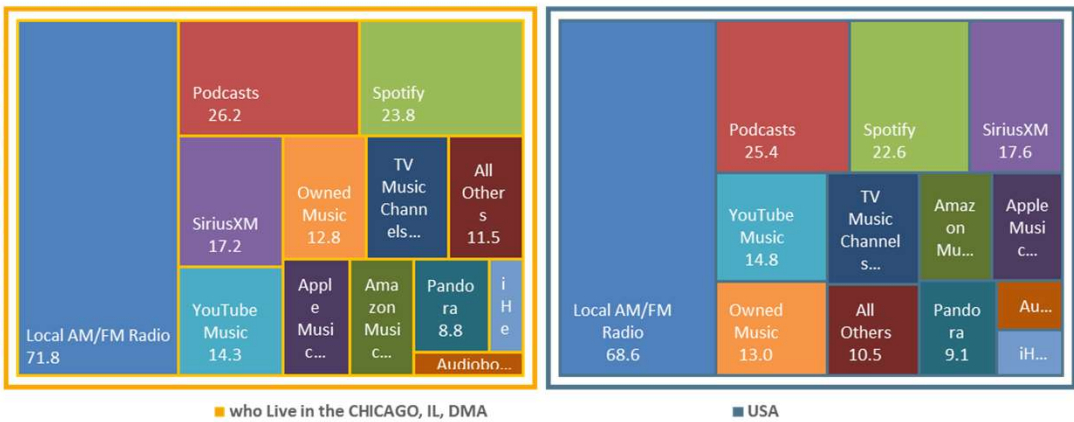 Podcasts
26.2
Spotify
23.8
SiriusXM
17.2
Owned
Music
12.8
TV
Music
Chann
els...
All
Other
s
11.5
Local AM/FM Radio
71.8
YouTube
Music
14.3
Appl
e
Musi
c...
Ama
zon
Musi
c...
Pando
ra
8.8
i
H
e
Audiobo...
Podcasts
25.4
Spotify
22.6
SiriusXM
17.6
YouTube
Music
14.8
TV
Music
Channel
s...
Amaz
on
Mu...
Apple
Musi
c...
Local AM/FM
Radio
68.6
Owned
Music
13.0
All
Others
10.5
Pando
ra
9.1
Au...
iH...
who Live in the CHICAGO, IL, DMA
USA